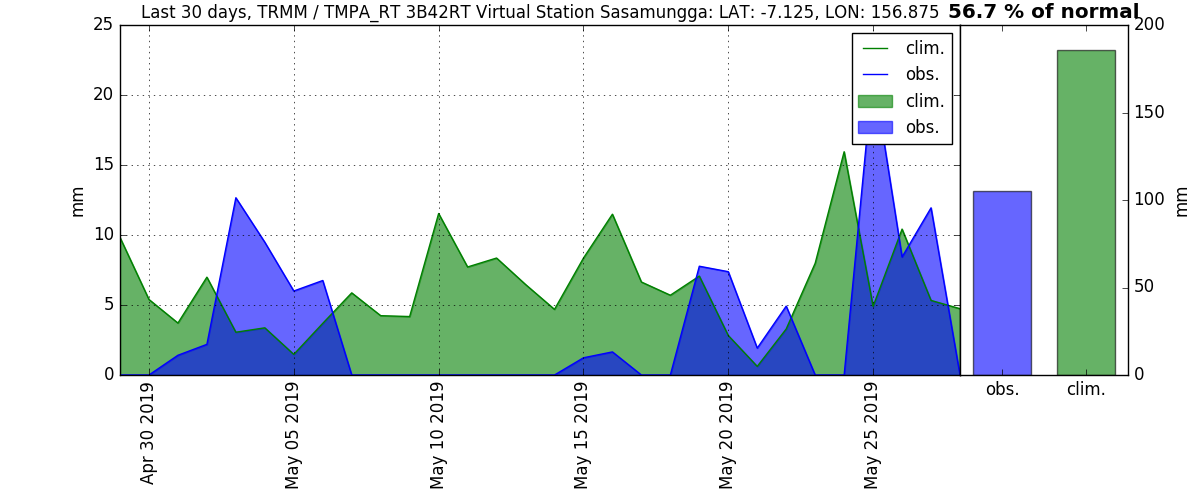 Last 30 days, TRMM / TMPA_RT 3B42RT Virtual Station Sasamungga: LAT: -7.125, LON: 156.875
56.7 % of normal
25
20
15
10
5
0
mm
Apr 30 2019
May 05 2019
May 10 2019
May 15 2019
May 20 2019
May 25 2019
clim.
obs.
clim.
obs.
200
150
100
50
0
mm
obs.
clim.